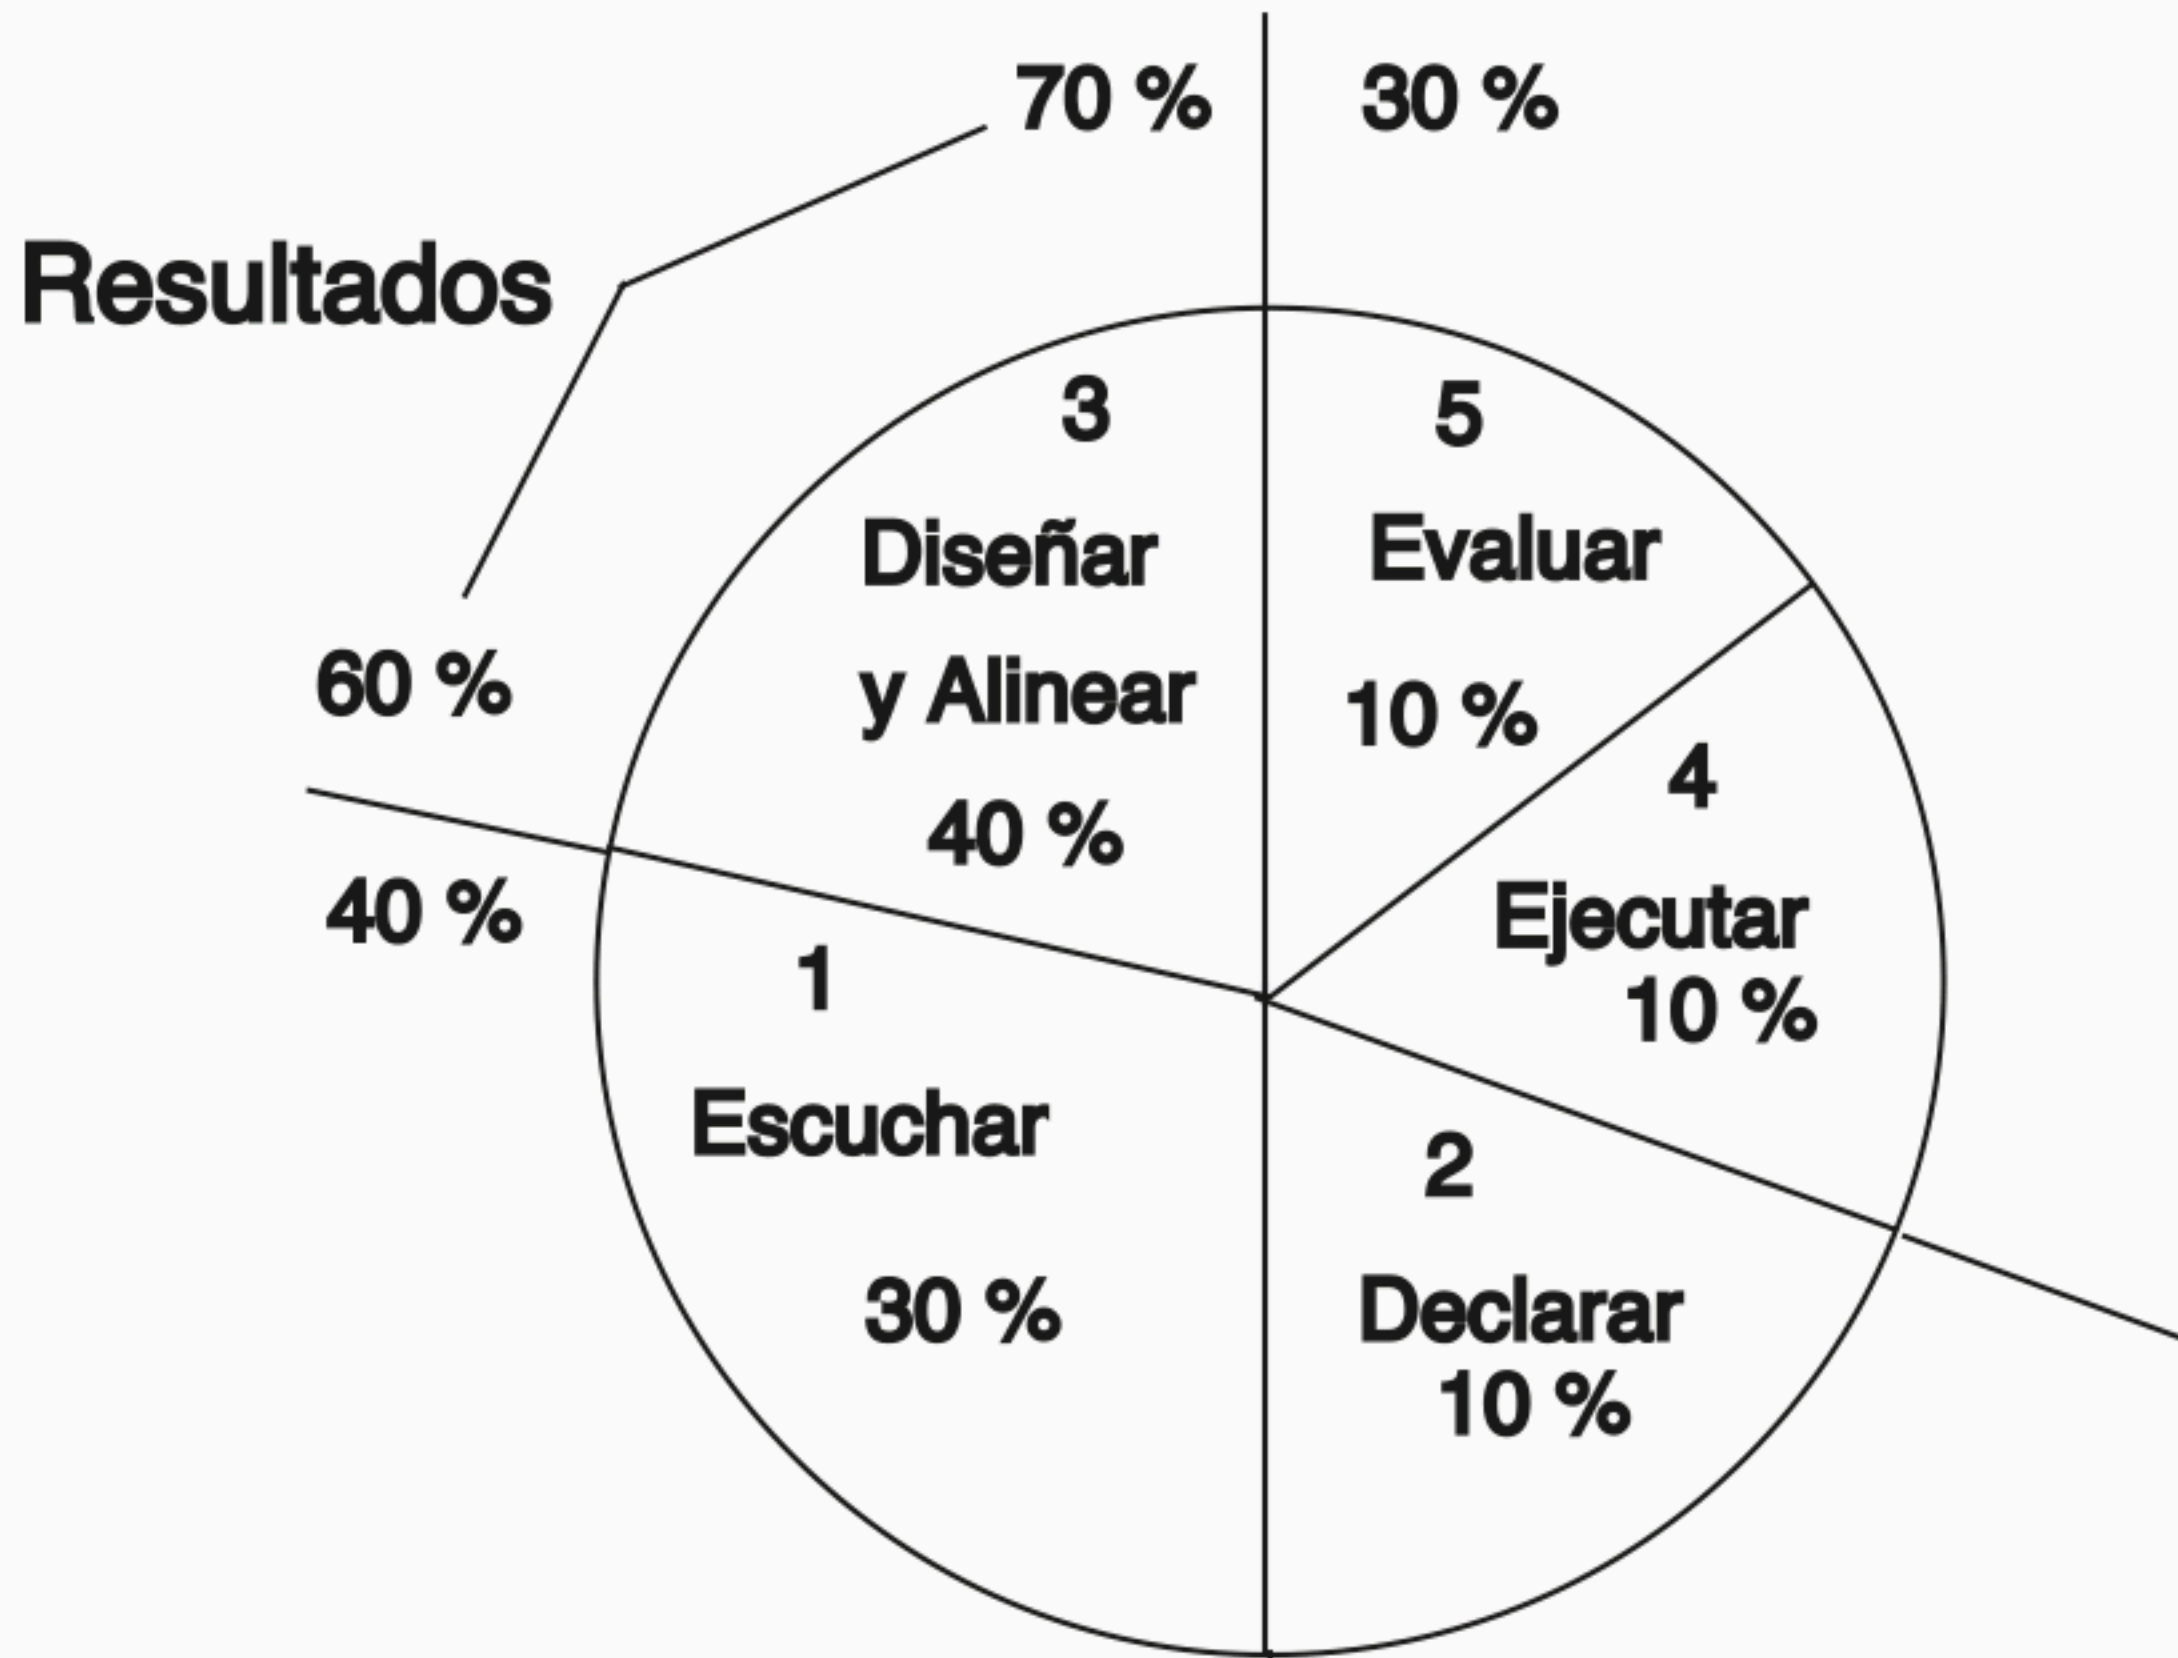 70 %
30 %
Resultados
60 %
40 %
3
Diseñar
y Alinear
40 %
5
Evaluar
10 %
4
Ejecutar
10 %
1
Escuchar
30 %
2
Declarar
10 %